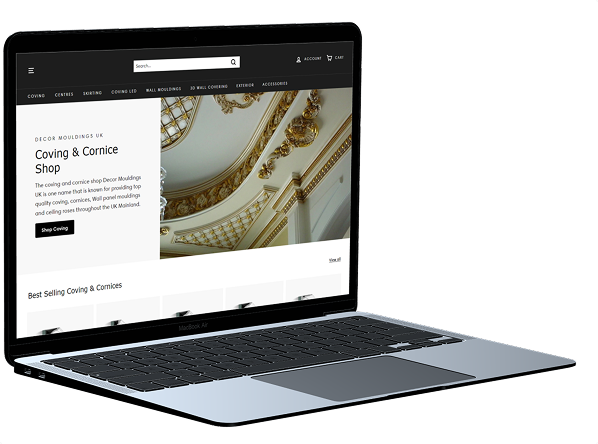 Search...
ACCOUNT
CART
COVING CENTRES SKIRTING COVING LED WALL MOULDINGS 3D WALL COVERING EXTERIOR ACCESSORIES
DECOR MOULDINGS UK
Coving & Cornice
Shop
The coving and cornice shop Decor Mouldings
UK is one name that is known for providing top
quality coving, cornices, Wall panel mouldings
and ceiling roses throughout the UK Mainland.
Shop Coving
View all
Best Selling Coving & Cornices
MacBook Air